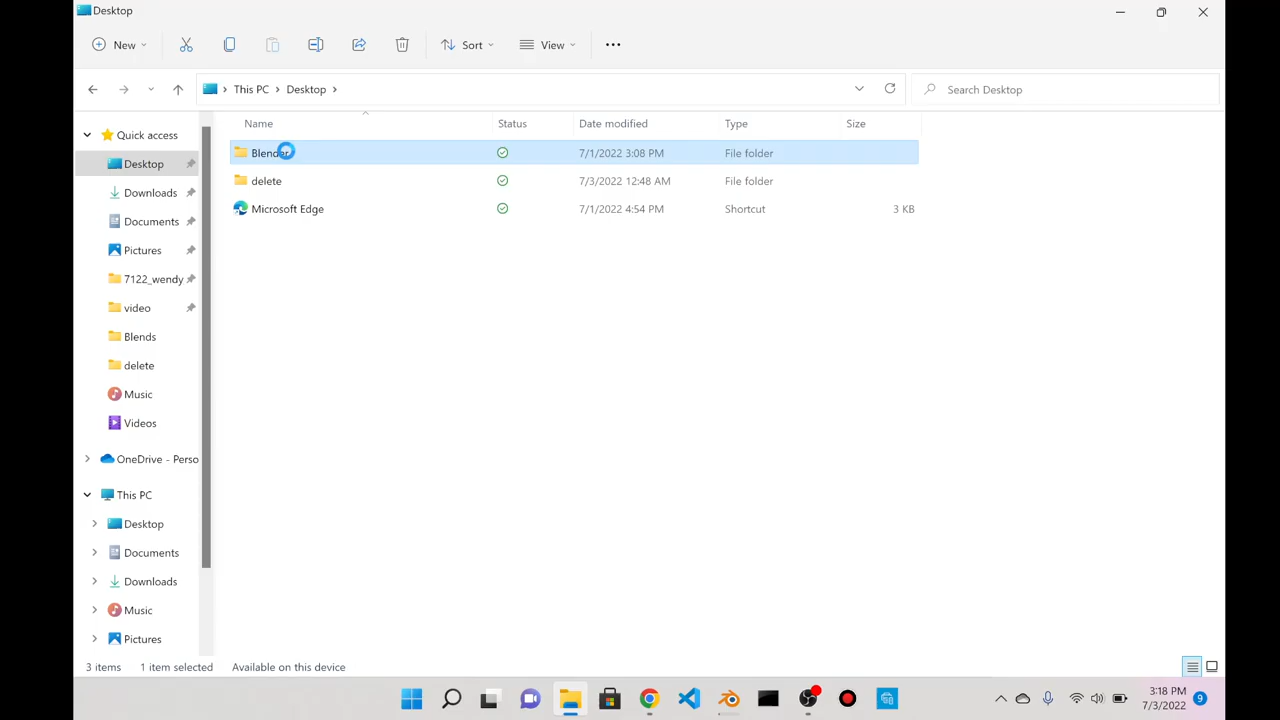 Desktop
New
Sort
View
This PC
Desktop
Search Desktop
Name
Status
Date modified
Type
Size
Quick access
Desktop
Downloads
Documents
Pictures
7122_wendy
video
Blends
delete
Music
Videos
OneDrive - Perso
This PC
Desktop
Documents
Downloads
Music
Pictures
Blender
7/1/2022 3:08 PM
File folder
delete
7/3/2022 12:48 AM
File folder
Microsoft Edge
7/1/2022 4:54 PM
Shortcut
3 KB
3 items
1 item selected
Available on this device
3:18 PM
7/3/2022
9